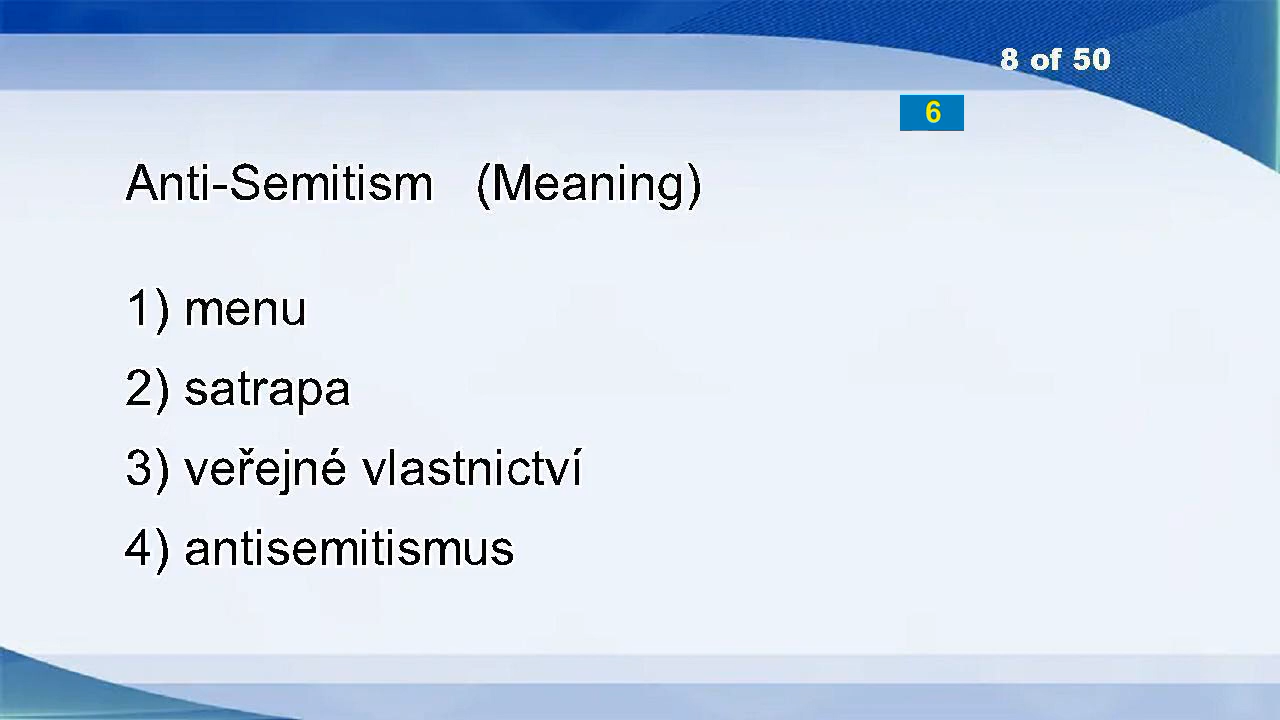 8 of 50
6
Anti-Semitism (Meaning)
1) menu
2) satrapa
3) veřejné vlastnictví
4) antisemitismus